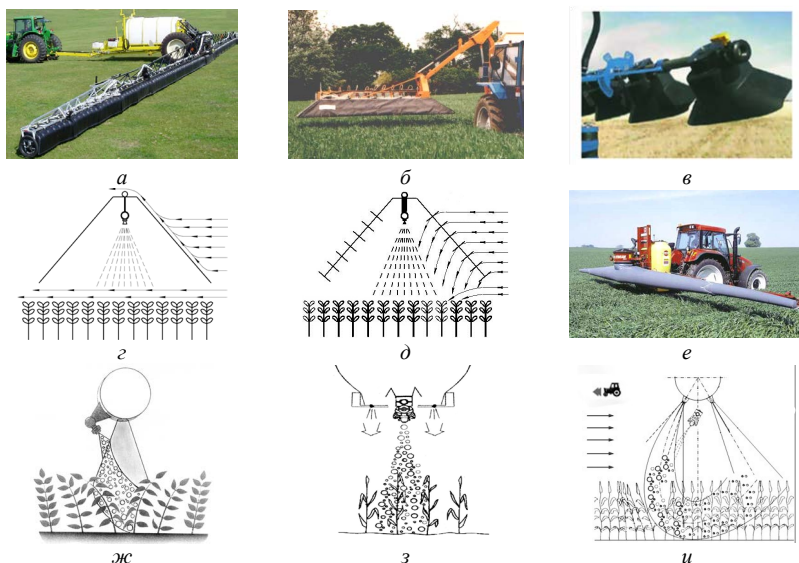 а б в
г д е
ж з и